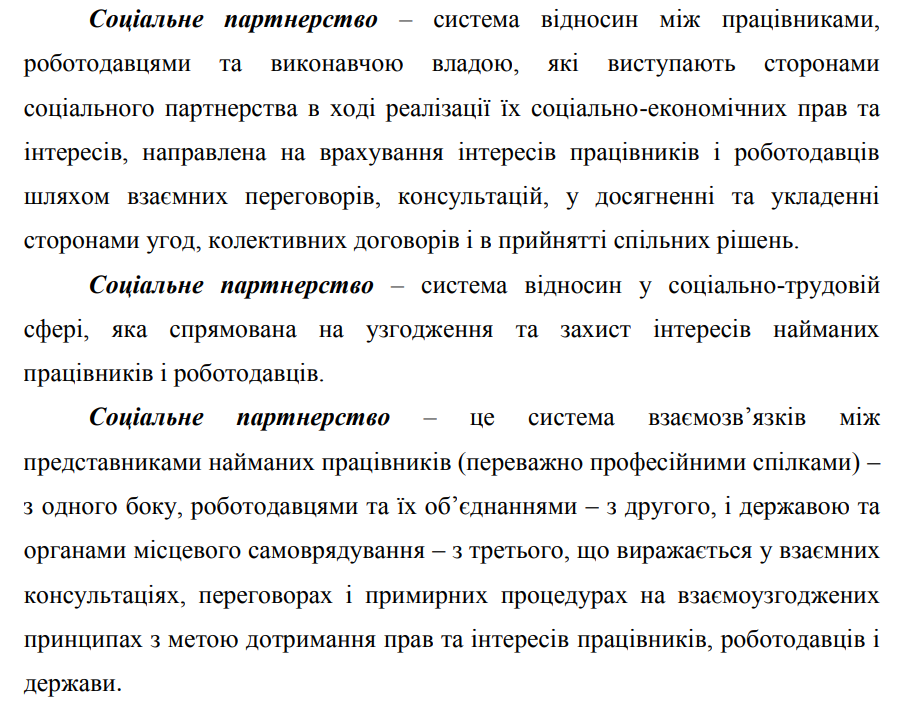 Соціальне партнерство – система відносин між працівниками,
роботодавцями та виконавчою владою, які виступають сторонами
соціального партнерства в ході реалізації їх соціально-економічних прав та
інтересів, направлена на врахування інтересів працівників і роботодавців
шляхом взаємних переговорів, консультацій, у досягненні та укладенні
сторонами угод, колективних договорів і в прийнятті спільних рішень.
Соціальне партнерство – система відносин у соціально-трудовій
сфері, яка спрямована на узгодження та захист інтересів найманих
працівників і роботодавців.
Соціальне партнерство – це система взаємозв’язків між
представниками найманих працівників (переважно професійними спілками) –
з одного боку, роботодавцями та їх об’єднаннями – з другого, і державою та
органами місцевого самоврядування – з третього, що виражається у взаємних
консультаціях, переговорах і примирних процедурах на взаємоузгоджених
принципах з метою дотримання прав та інтересів працівників, роботодавців і
держави.